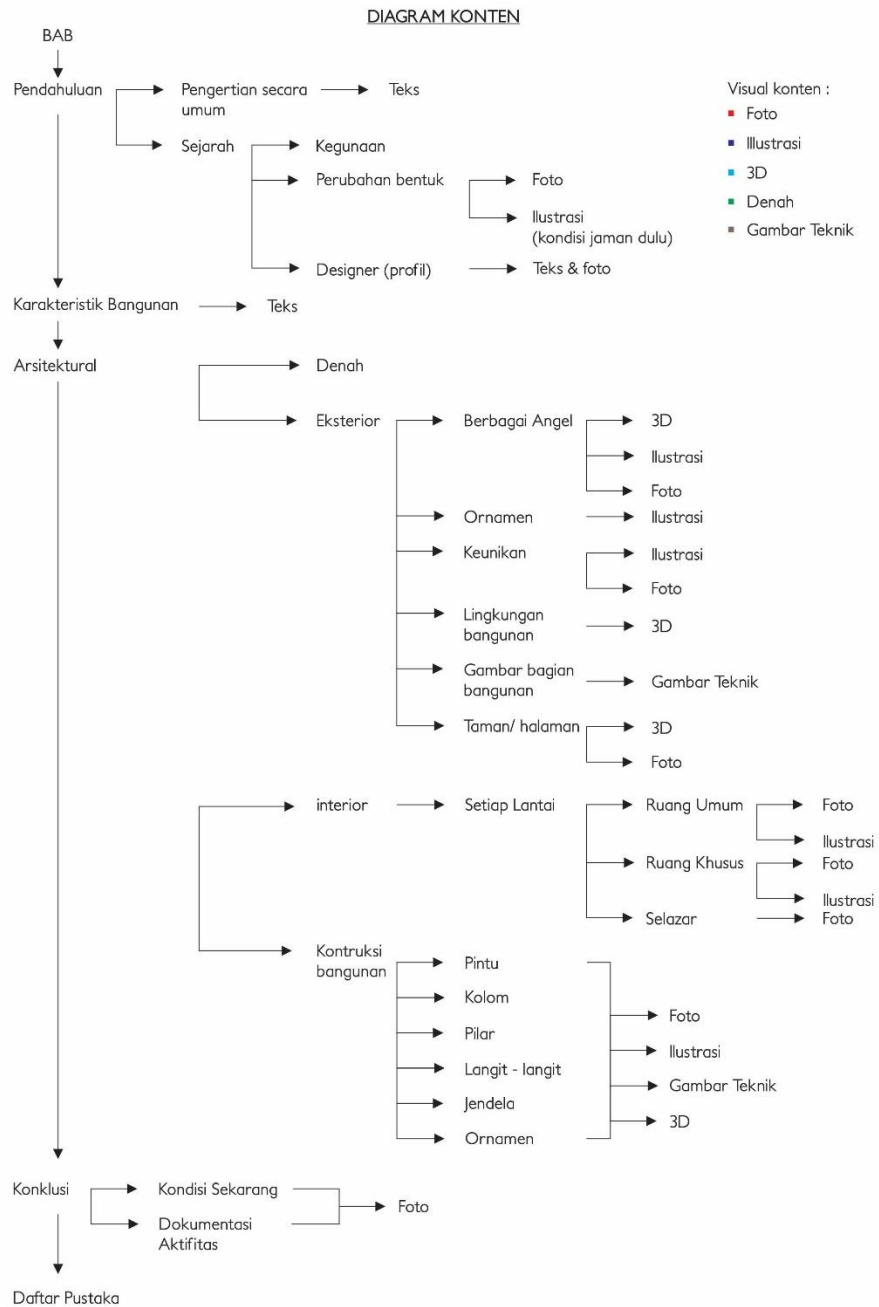 DIAGRAM KONTEN
BAB
Pendahuluan
Pengertian secara
umum
Teks
Sejarah
Kegunaan
Perubahan bentuk
Foto
Ilustrasi
(kondisi jaman dulu)
Designer (profil)
Teks & foto
Visual konten :
Foto
Illustrasi
3D
Denah
Gambar Teknik
Karakteristik Bangunan
Teks
Arsitektural
Denah
Eksterior
Berbagai Angel
3D
Ilustrasi
Foto
Ornamen
Ilustrasi
Keunikan
Ilustrasi
Foto
Lingkungan
bangunan
3D
Gambar bagian
bangunan
Gambar Teknik
Taman/ halaman
3D
Foto
interior
Setiap Lantai
Ruang Umum
Foto
Ilustrasi
Ruang Khusus
Foto
Ilustrasi
Selazar
Foto
Kontruksi
bangunan
Pintu
Kolom
Pilar
Langit - langit
Jendela
Ornamen
Foto
Ilustrasi
Gambar Teknik
3D
Konklusi
Kondisi Sekarang
Dokumentasi
Aktifitas
Foto
Daftar Pustaka